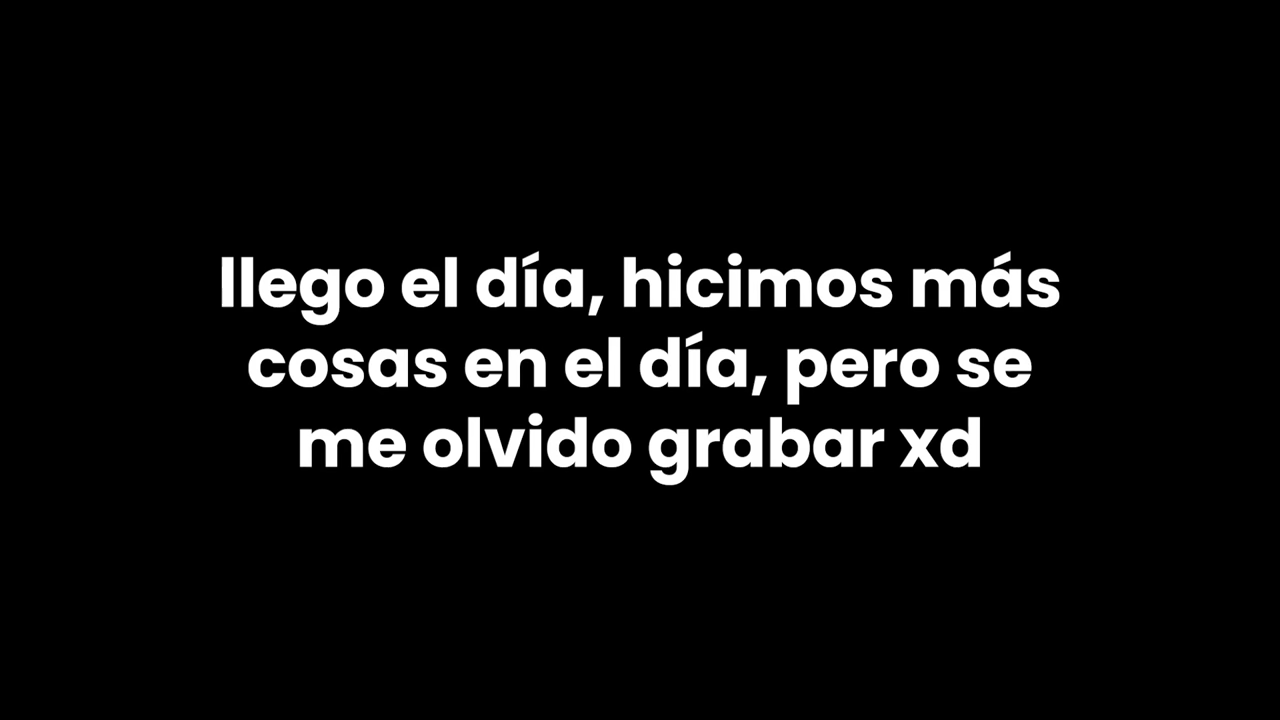 llego el día, hicimos más
cosas en el día, pero se
me olvido grabar xd